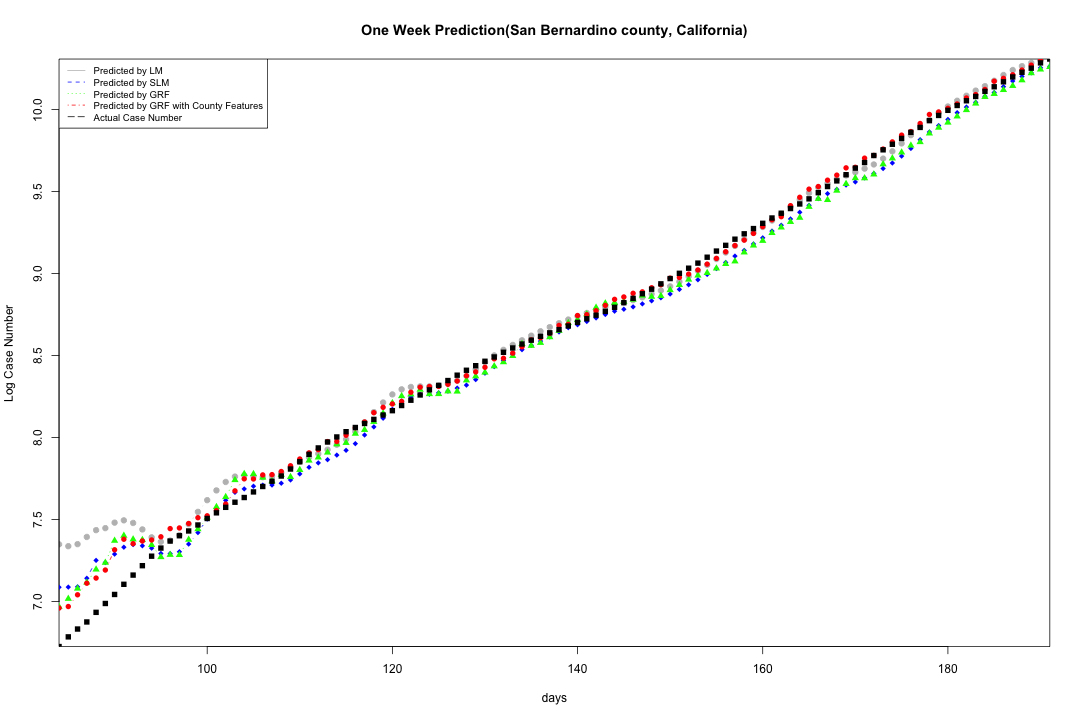 One Week Prediction(San Bernardino county, California)
Predicted by LM
Predicted by SLM
Predicted by GRF
Predicted by GRF with County Features
Actual Case Number
Log Case Number
10.0
9.5
9.0
8.5
8.0
7.5
7.0
100 120 140 160 180
days